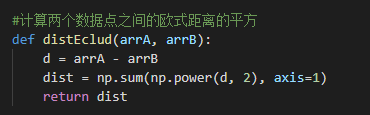 #计算两个数据点之间的欧式距离的平方
def distEclud(arrA, arrB):
    d = arrA - arrB
    dist = np.sum(np.power(d, 2), axis=1)
    return dist